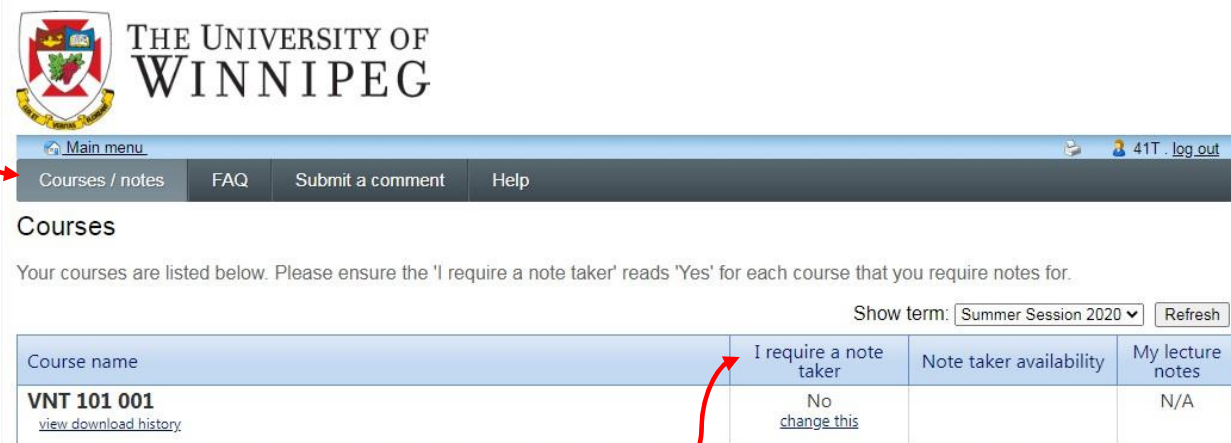 THE UNIVERSITY OF
WINNIPEG
Main menu
41T . log out
Courses / notes FAQ Submit a comment Help
Courses
Your courses are listed below. Please ensure the 'I require a note taker' reads 'Yes' for each course that you require notes for.
Show term: Summer Session 2020 Refresh
Course name
I require a note
taker
Note taker availability
My lecture
notes
VNT 101 001
view download history
No
change this
N/A